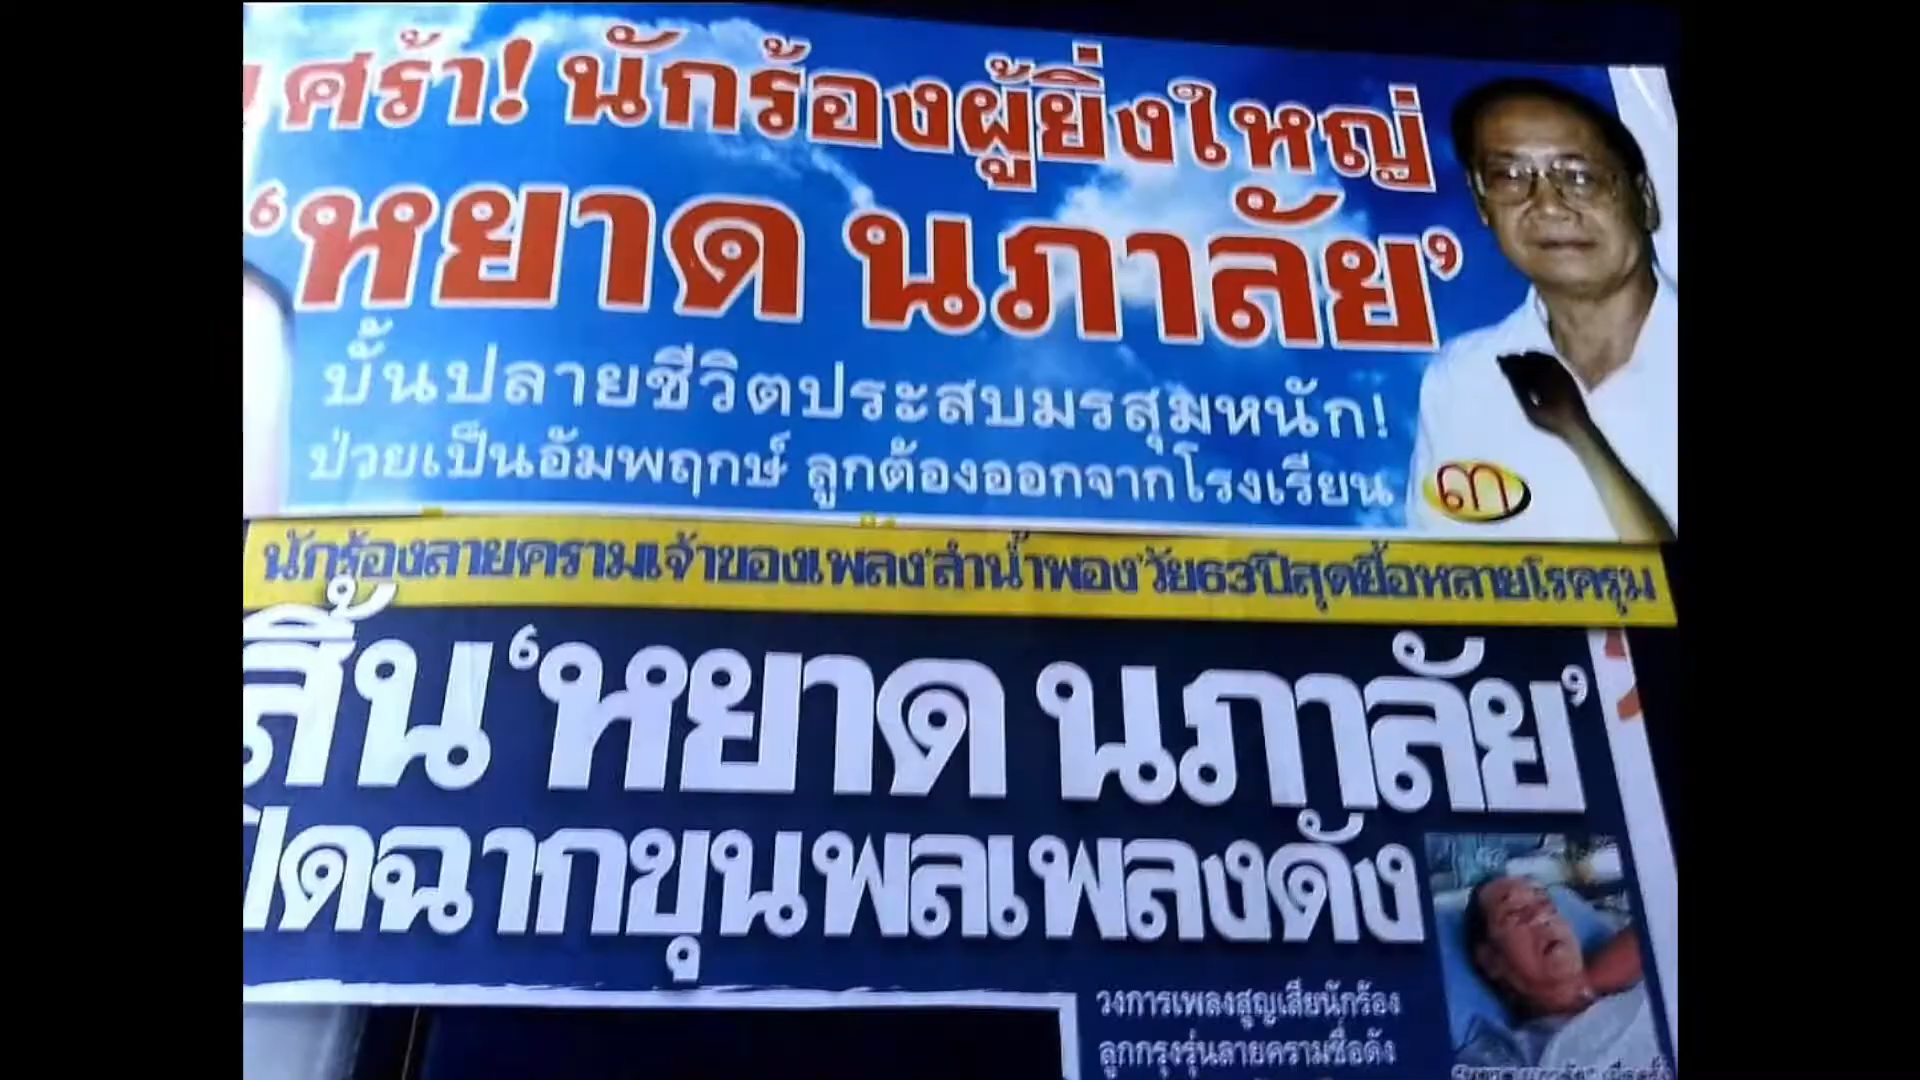 ศร้า! นักร้องผู้ยิ่งใหญ่
‘หยาด นภาลัย’
บั้นปลายชีวิตประสบมรสุมหนัก!
ป่วยเป็นอัมพฤกษ์ ลูกต้องออกจากโรงเรียน
๓
นักร้องลายครามเจ้าของเพลง‘ลำน้ำพอง’วัย63ปีสุดยื้อหลายโรครุม
สิ้น ‘หยาด นภาลัย’
ปิดฉากขุนพลเพลงดัง
วงการเพลงสูญเสียนักร้อง
ลูกกรุงรุ่นลายครามชื่อดัง